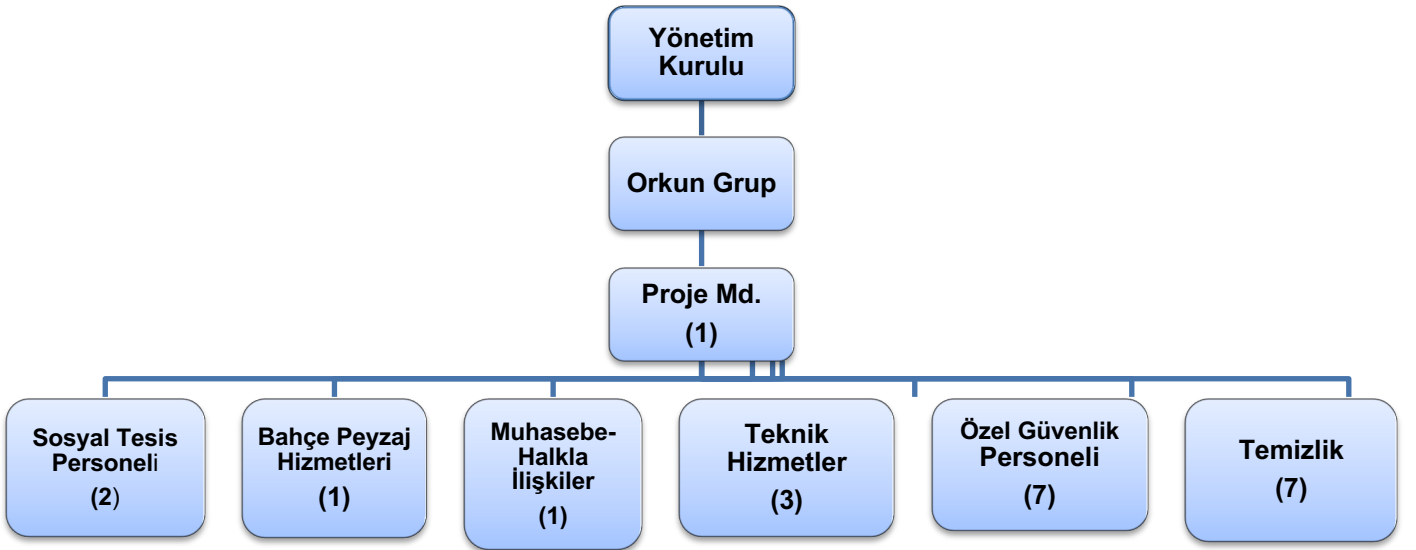 Yönetim
Kurulu
Orkun Grup
Proje Md.
(1)
Sosyal Tesis
Personeli
(2)
Bahçe Peyzaj
Hizmetleri
(1)
Muhasebe-
Halkla
İlişkiler
(1)
Teknik
Hizmetler
(3)
Özel Güvenlik
Personeli
(7)
Temizlik
(7)